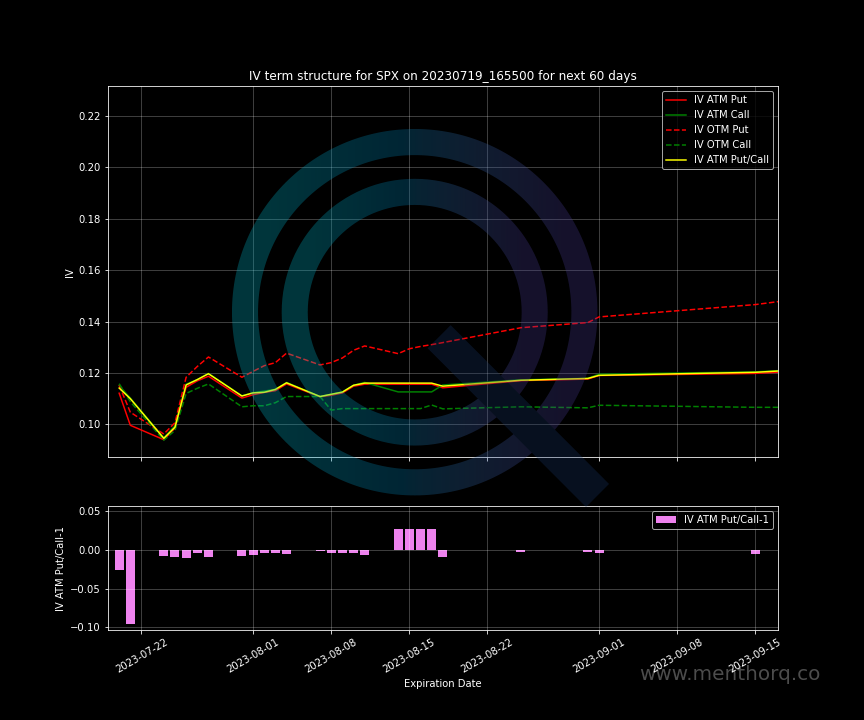 IV term structure for SPX on 20230719_165500 for next 60 days
IV ATM Put
IV ATM Call
IV OTM Put
IV OTM Call
IV ATM Put/Call
IV
0.22
0.20
0.18
0.16
0.14
0.12
0.10
IV ATM Put/Call-1
IV ATM Put/Call-1
0.05
0.00
−0.05
−0.10
2023-07-22
2023-08-01
2023-08-08
2023-08-15
2023-08-22
2023-09-01
2023-09-08
2023-09-15
Expiration Date
www.menthorq.co